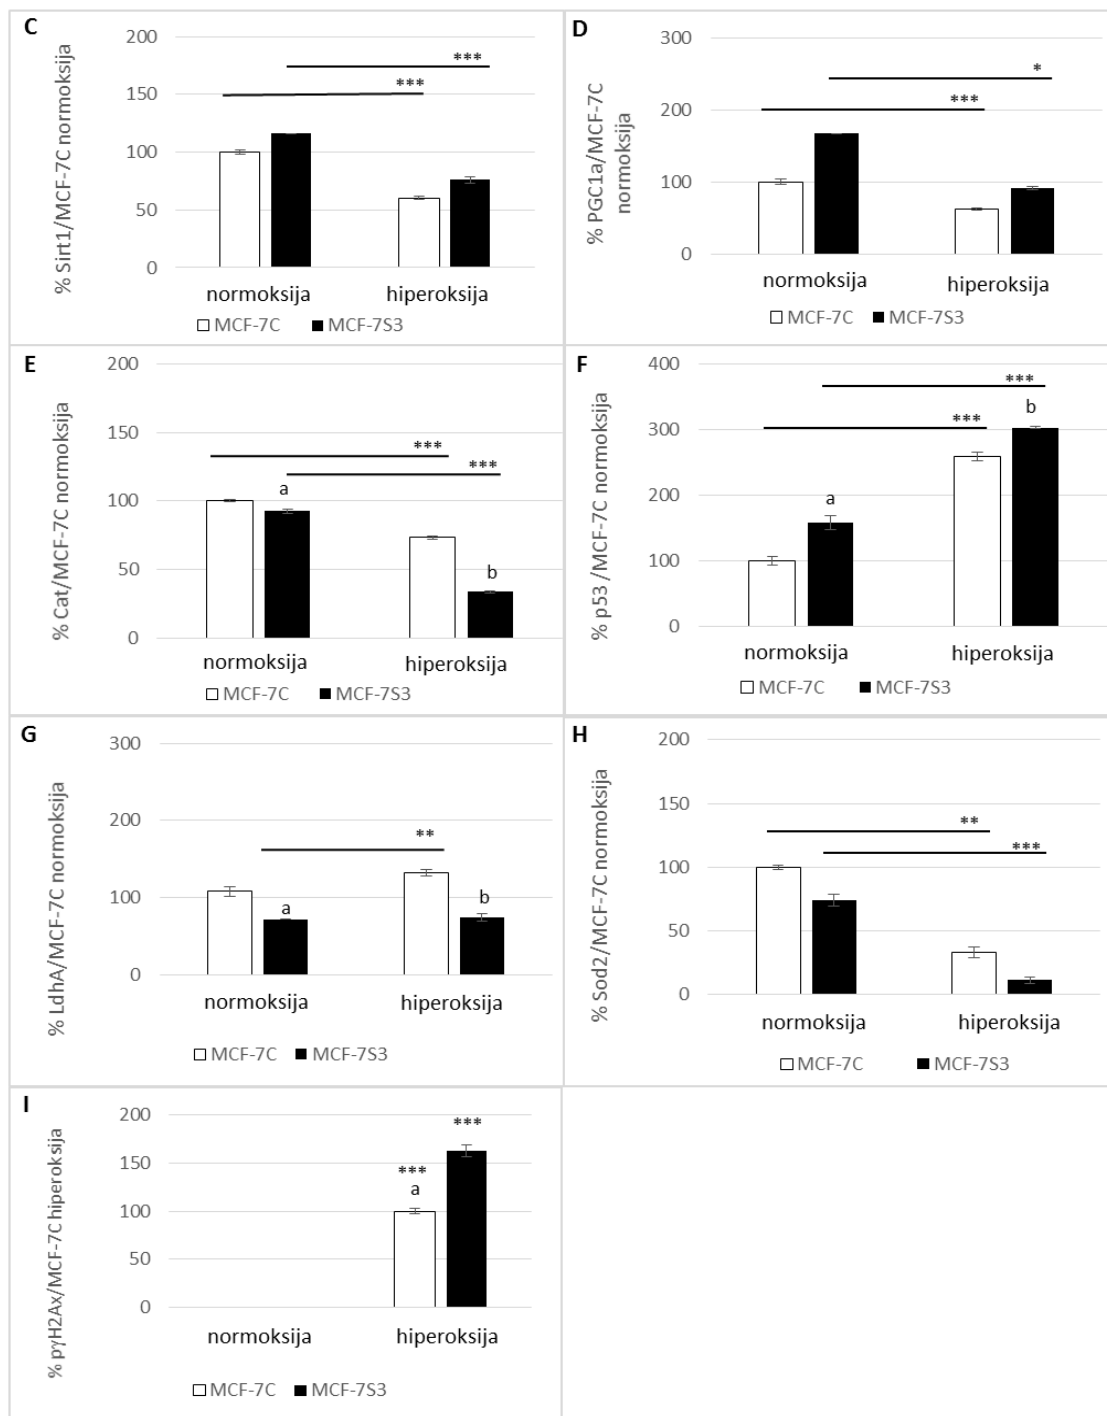 C
% Sirt1/MCF-7C normoksija
200
150
100
50
0
***
***
normoksija hiperoksija
MCF-7C MCF-7S3
D
% PGC1a/MCF-7C
normoksija
300
200
100
0
*
***
normoksija hiperoksija
MCF-7C MCF-7S3
E
% Cat/MCF-7C normoksija
200
150
100
50
0
***
***
a
b
normoksija hiperoksija
MCF-7C MCF-7S3
F
% p53 /MCF-7C normoksija
400
300
200
100
0
***
***
b
a
normoksija hiperoksija
MCF-7C MCF-7S3
G
% LdhA/MCF-7C normoksija
300
200
100
0
**
a
b
normoksija hiperoksija
MCF-7C MCF-7S3
H
% Sod2/MCF-7C normoksija
200
150
100
50
0
**
***
normoksija hiperoksija
MCF-7C MCF-7S3
I
% pγH2Ax/MCF-7C hiperoksija
200
150
100
50
0
***
***
a
normoksija hiperoksija
MCF-7C MCF-7S3